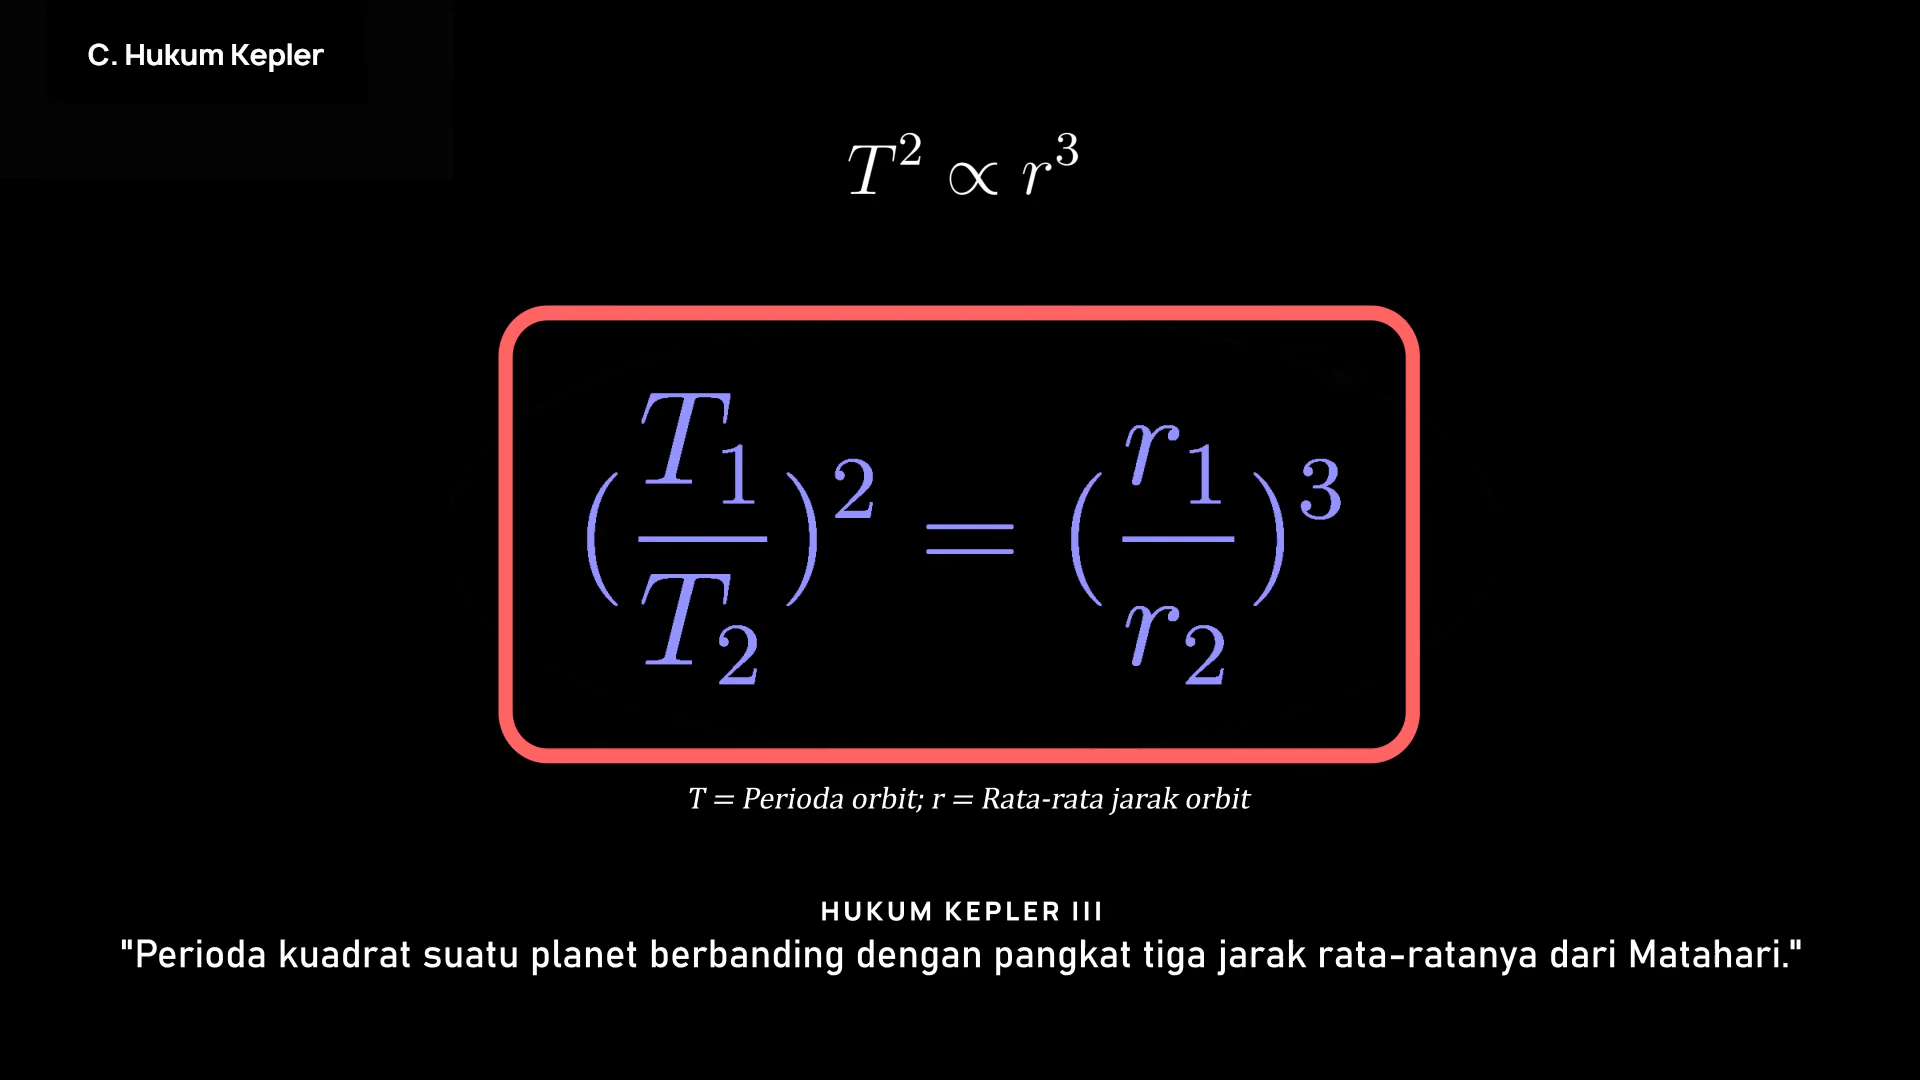 C. Hukum Kepler
T² ∝ r³
(T₁/T₂)² = (r₁/r₂)³
T = Perioda orbit; r = Rata-rata jarak orbit
HUKUM KEPLER III
"Perioda kuadrat suatu planet berbanding dengan pangkat tiga jarak rata-ratanya dari Matahari."